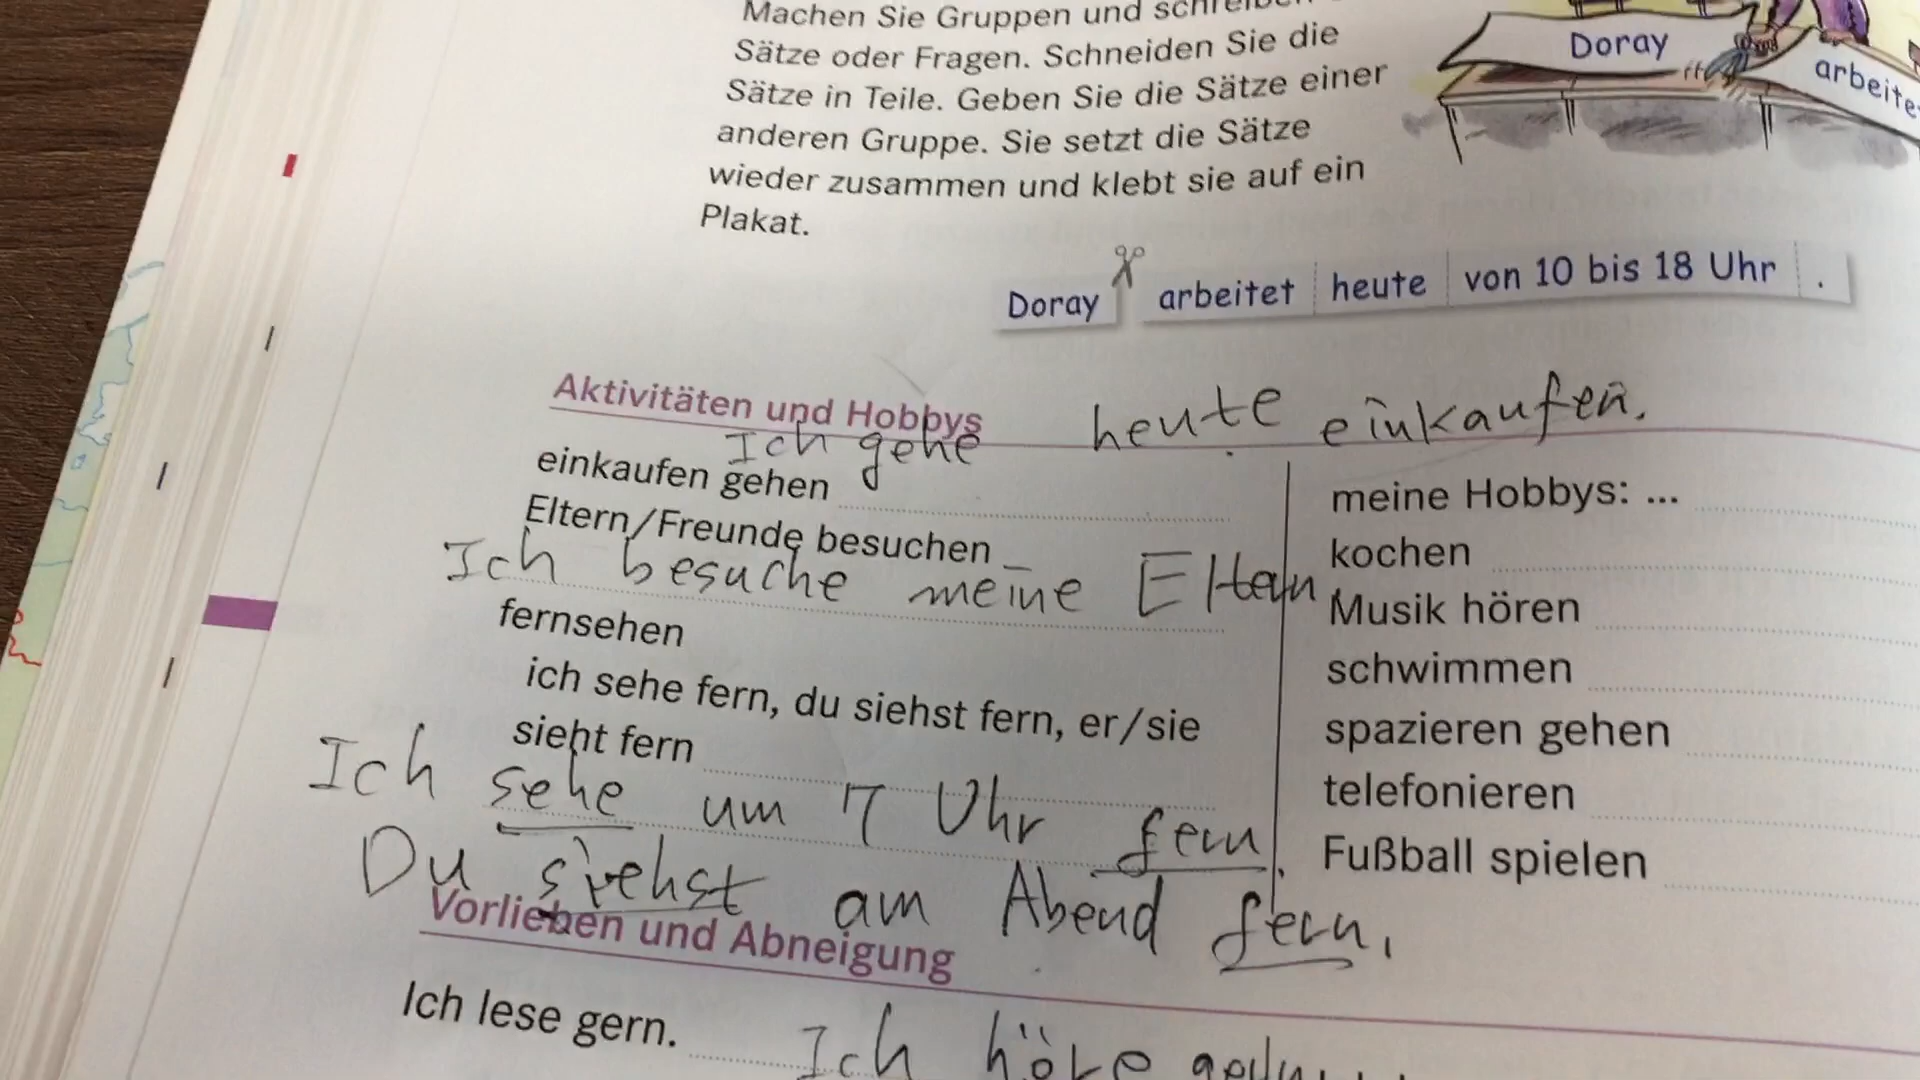 Machen Sie Gruppen und schreiben
Sätze oder Fragen. Schneiden Sie die
Sätze in Teile. Geben Sie die Sätze einer
anderen Gruppe. Sie setzt die Sätze
wieder zusammen und klebt sie auf ein
Plakat.
Doray
arbeite
Doray arbeitet heute von 10 bis 18 Uhr .
Aktivitäten und Hobbys
Ich gehe heute einkaufen.
einkaufen gehen
Eltern/Freunde besuchen
Ich besuche meine Eltern
fernsehen
ich sehe fern, du siehst fern, er/sie
sieht fern
Ich sehe um 7 Uhr fern.
Du siehst am Abend fern.
meine Hobbys: ...
kochen
Musik hören
schwimmen
spazieren gehen
telefonieren
Fußball spielen
Vorlieben und Abneigung
Ich lese gern.
Ich höre